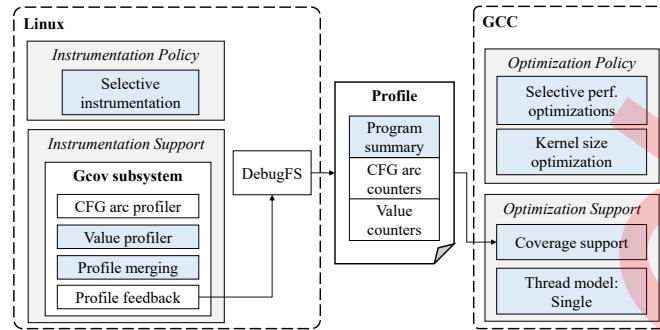 Linux
Instrumentation Policy
Selective
instrumentation
Instrumentation Support
Gcov subsystem
CFG arc profiler
Value profiler
Profile merging
Profile feedback
DebugFS
Profile
Program
summary
CFG arc
counters
Value
counters
GCC
Optimization Policy
Selective perf.
optimizations
Kernel size
optimization
Optimization Support
Coverage support
Thread model:
Single